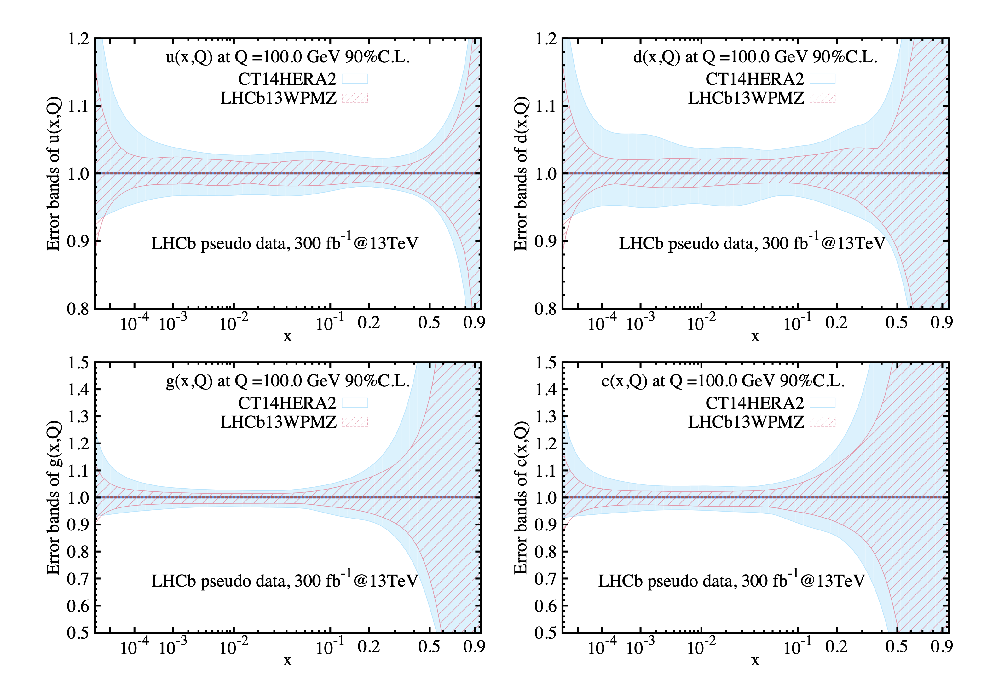 1.2
1.1
1.0
0.9
0.8
Error bands of u(x,Q)
u(x,Q) at Q =100.0 GeV 90%C.L.
CT14HERA2
LHCb13WPMZ
LHCb pseudo data, 300 fb-1@13TeV
10-4 10-3 10-2 10-1 0.2 0.5 0.9
x
1.2
1.1
1.0
0.9
0.8
Error bands of d(x,Q)
d(x,Q) at Q =100.0 GeV 90%C.L.
CT14HERA2
LHCb13WPMZ
LHCb pseudo data, 300 fb-1@13TeV
10-4 10-3 10-2 10-1 0.2 0.5 0.9
x
1.5
1.4
1.3
1.2
1.1
1.0
0.9
0.8
0.7
0.6
0.5
Error bands of g(x,Q)
g(x,Q) at Q =100.0 GeV 90%C.L.
CT14HERA2
LHCb13WPMZ
LHCb pseudo data, 300 fb-1@13TeV
10-4 10-3 10-2 10-1 0.2 0.5 0.9
x
1.5
1.4
1.3
1.2
1.1
1.0
0.9
0.8
0.7
0.6
0.5
Error bands of c(x,Q)
c(x,Q) at Q =100.0 GeV 90%C.L.
CT14HERA2
LHCb13WPMZ
LHCb pseudo data, 300 fb-1@13TeV
10-4 10-3 10-2 10-1 0.2 0.5 0.9
x